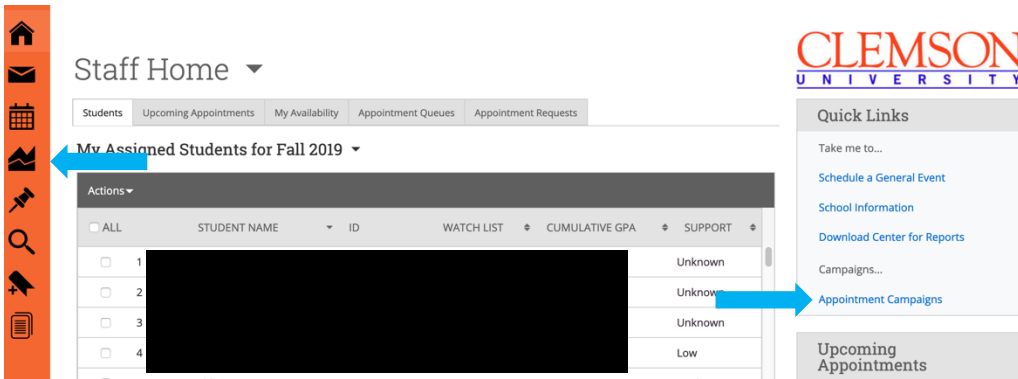 CLEMSON
UNIVERSITY
Staff Home
Students Upcoming Appointments My Availability Appointment Queues Appointment Requests
My Assigned Students for Fall 2019
Actions
ALL STUDENT NAME ID WATCH LIST CUMULATIVE GPA SUPPORT
1 Unknown
2 Unknown
3 Unknown
4 Low
Quick Links
Take me to...
Schedule a General Event
School Information
Download Center for Reports
Campaigns...
Appointment Campaigns
Upcoming
Appointments